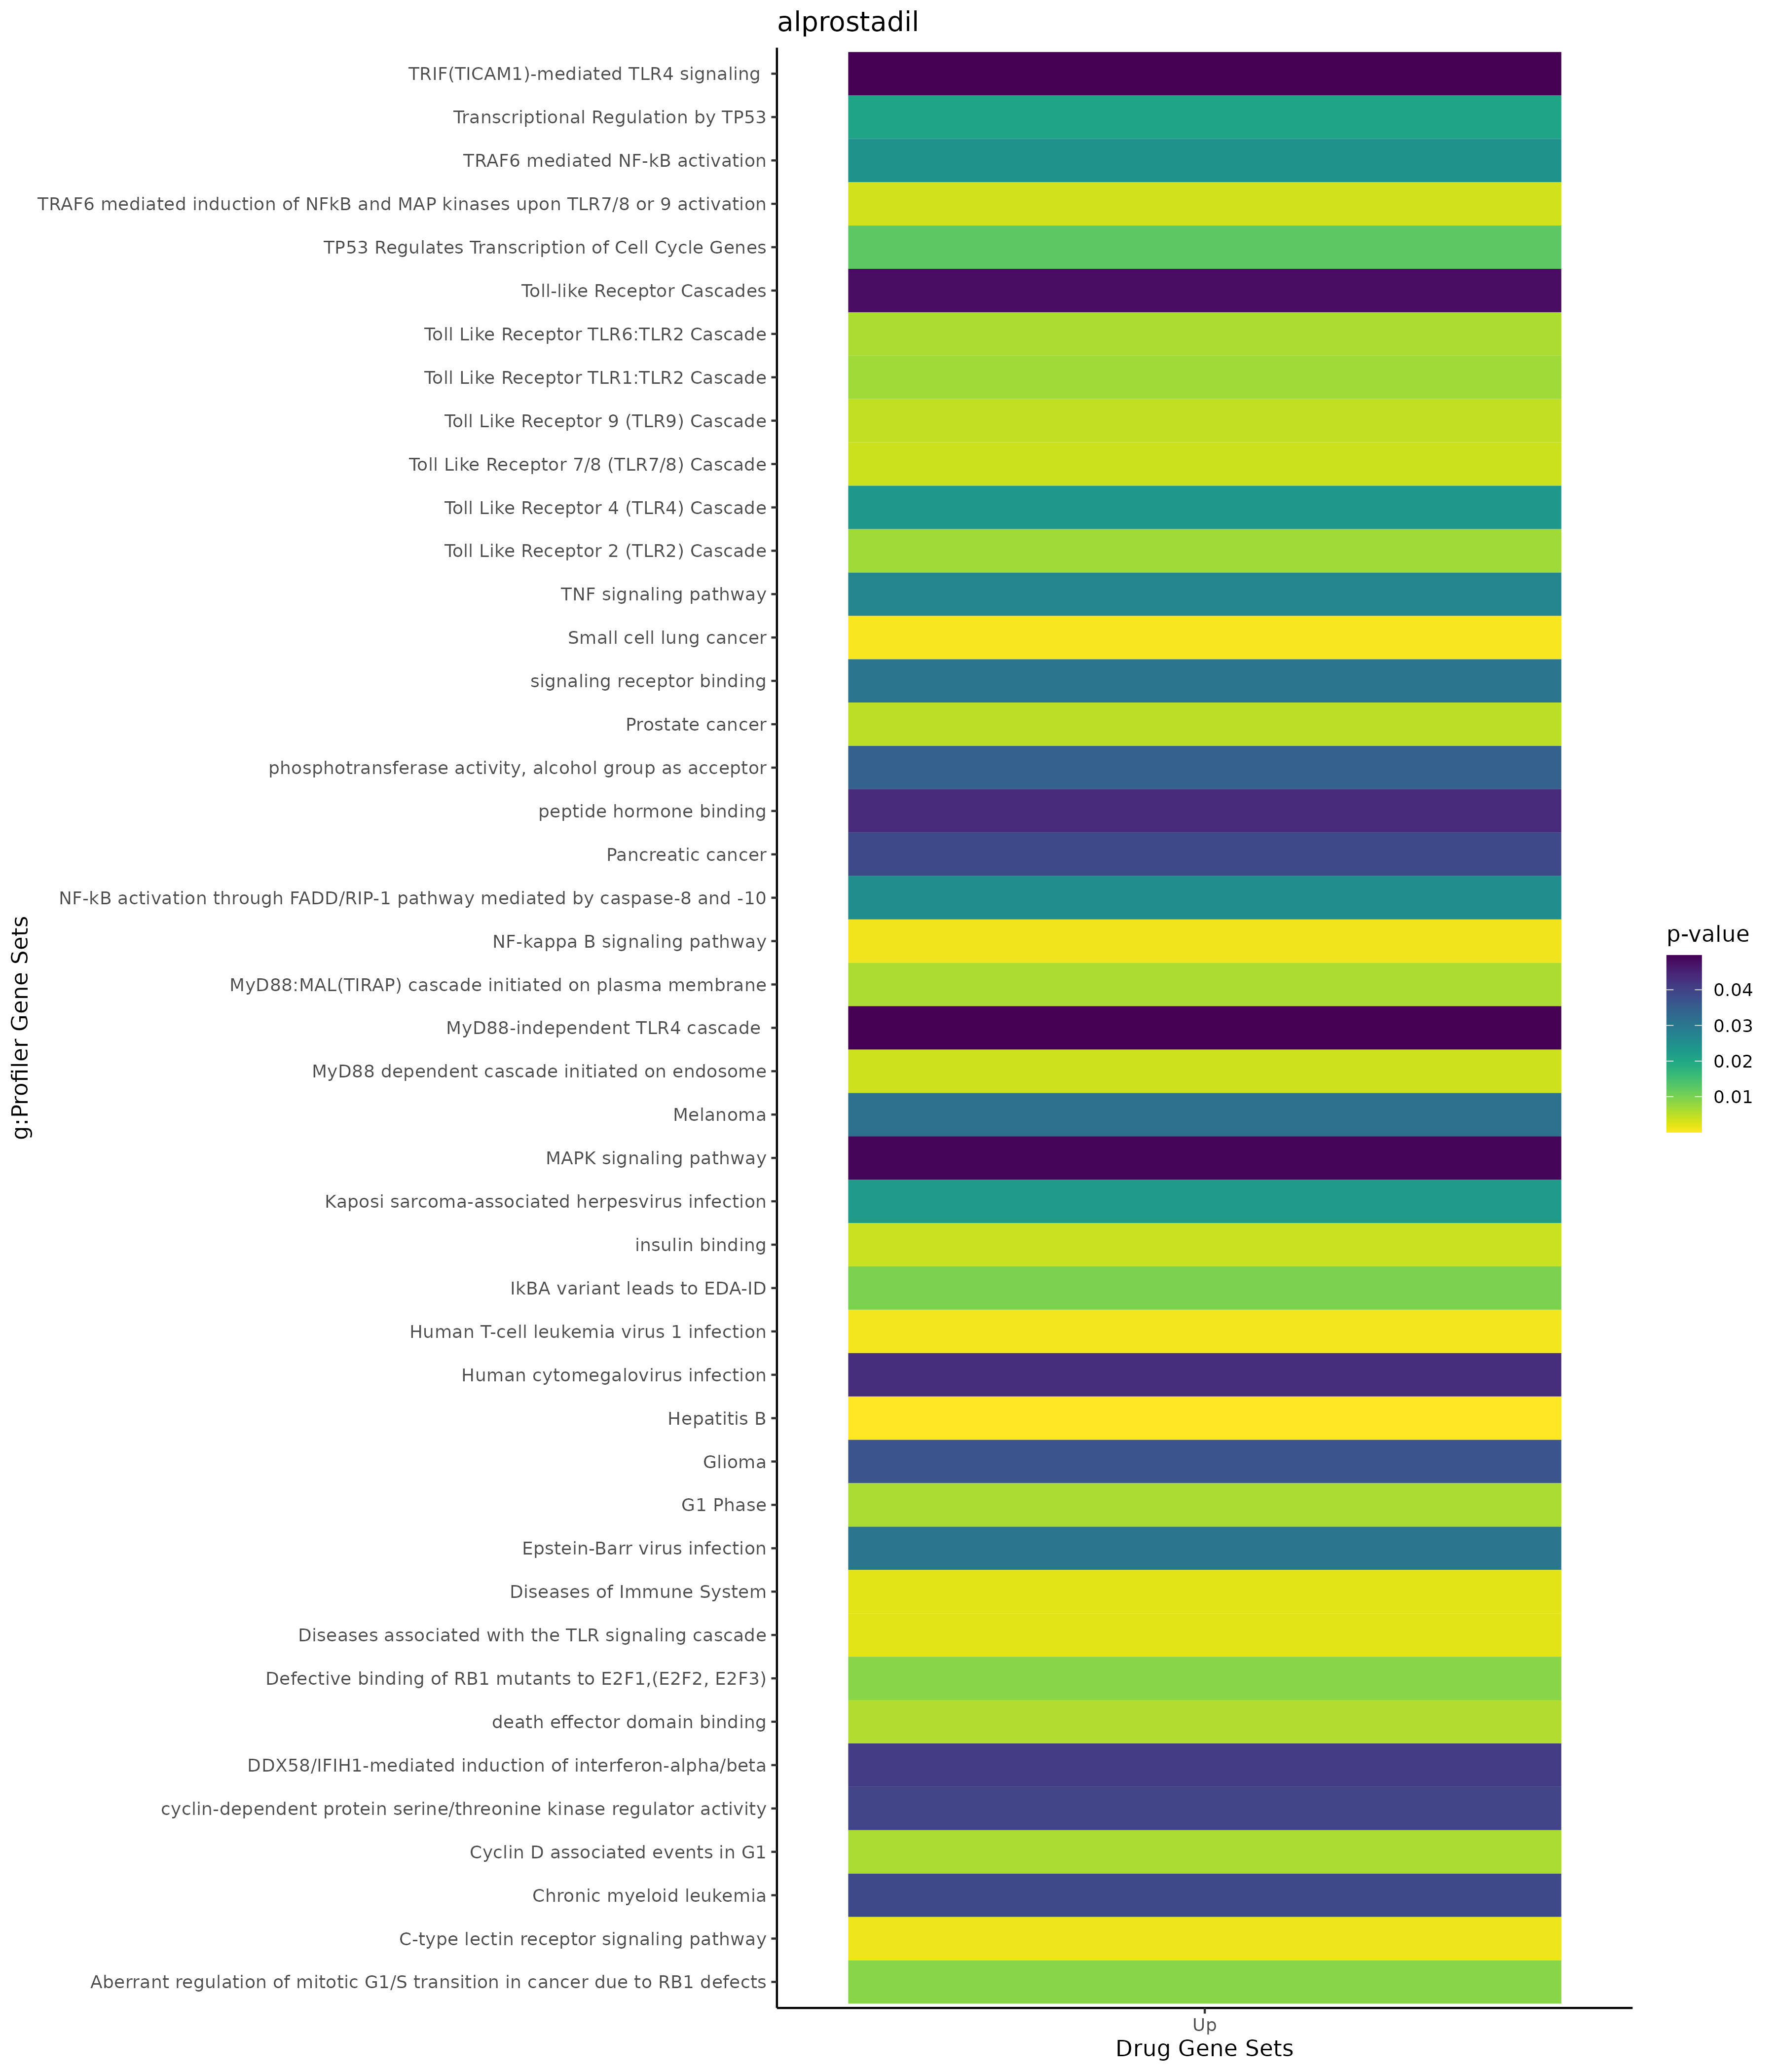 alprostadil
TRIF(TICAM1)-mediated TLR4 signaling
Transcriptional Regulation by TP53
TRAF6 mediated NF-kB activation
TRAF6 mediated induction of NFkB and MAP kinases upon TLR7/8 or 9 activation
TP53 Regulates Transcription of Cell Cycle Genes
Toll-like Receptor Cascades
Toll Like Receptor TLR6:TLR2 Cascade
Toll Like Receptor TLR1:TLR2 Cascade
Toll Like Receptor 9 (TLR9) Cascade
Toll Like Receptor 7/8 (TLR7/8) Cascade
Toll Like Receptor 4 (TLR4) Cascade
Toll Like Receptor 2 (TLR2) Cascade
TNF signaling pathway
Small cell lung cancer
signaling receptor binding
Prostate cancer
phosphotransferase activity, alcohol group as acceptor
peptide hormone binding
Pancreatic cancer
NF-kB activation through FADD/RIP-1 pathway mediated by caspase-8 and -10
NF-kappa B signaling pathway
MyD88:MAL(TIRAP) cascade initiated on plasma membrane
MyD88-independent TLR4 cascade
MyD88 dependent cascade initiated on endosome
Melanoma
MAPK signaling pathway
Kaposi sarcoma-associated herpesvirus infection
insulin binding
IkBA variant leads to EDA-ID
Human T-cell leukemia virus 1 infection
Human cytomegalovirus infection
Hepatitis B
Glioma
G1 Phase
Epstein-Barr virus infection
Diseases of Immune System
Diseases associated with the TLR signaling cascade
Defective binding of RB1 mutants to E2F1,(E2F2, E2F3)
death effector domain binding
DDX58/IFIH1-mediated induction of interferon-alpha/beta
cyclin-dependent protein serine/threonine kinase regulator activity
Cyclin D associated events in G1
Chronic myeloid leukemia
C-type lectin receptor signaling pathway
Aberrant regulation of mitotic G1/S transition in cancer due to RB1 defects
g:Profiler Gene Sets
Up
Drug Gene Sets
p-value
0.04
0.03
0.02
0.01